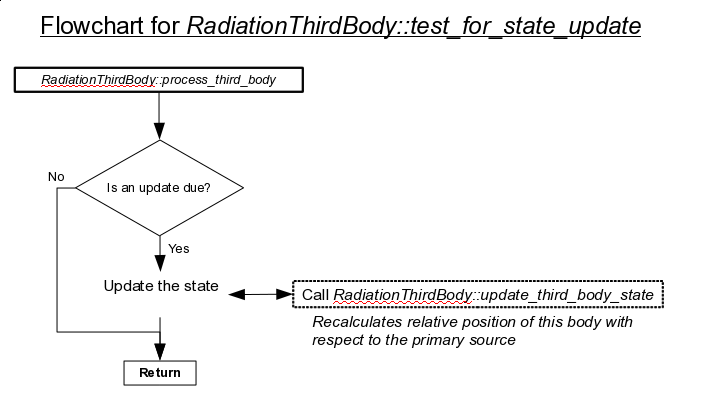 Flowchart for RadiationThirdBody::test_for_state_update
RadiationThirdBody::process_third_body
No
Is an update due?
Yes
Update the state
Call RadiationThirdBody::update_third_body_state
Recalculates relative position of this body with
respect to the primary source
Return